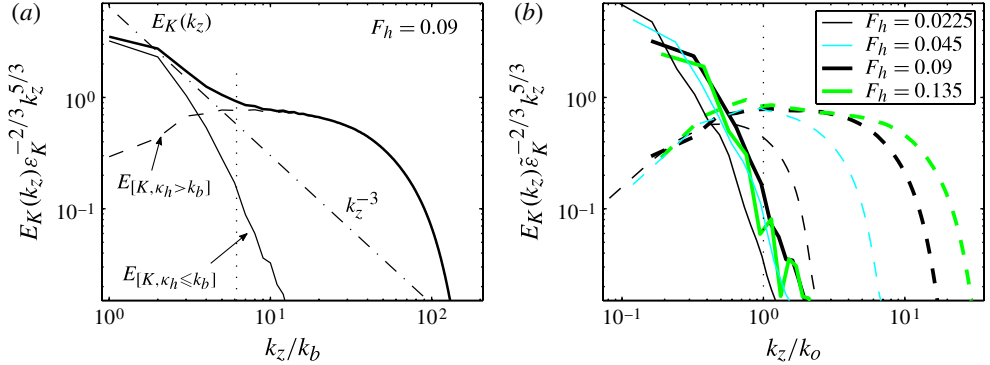 (a)
E_K(k_z)
F_h = 0.09
E_K(k_z) ε_K^{-2/3} k_z^{5/3}
10^0
10^{-1}
E_{[K, κ_h>k_b]}
k_z^{-3}
E_{[K, κ_h⩽k_b]}
10^0
10^1
10^2
k_z/k_b
(b)
F_h = 0.0225
F_h = 0.045
F_h = 0.09
F_h = 0.135
E_K(k_z) ε̃_K^{-2/3} k_z^{5/3}
10^0
10^{-1}
10^{-1}
10^0
10^1
k_z/k_o